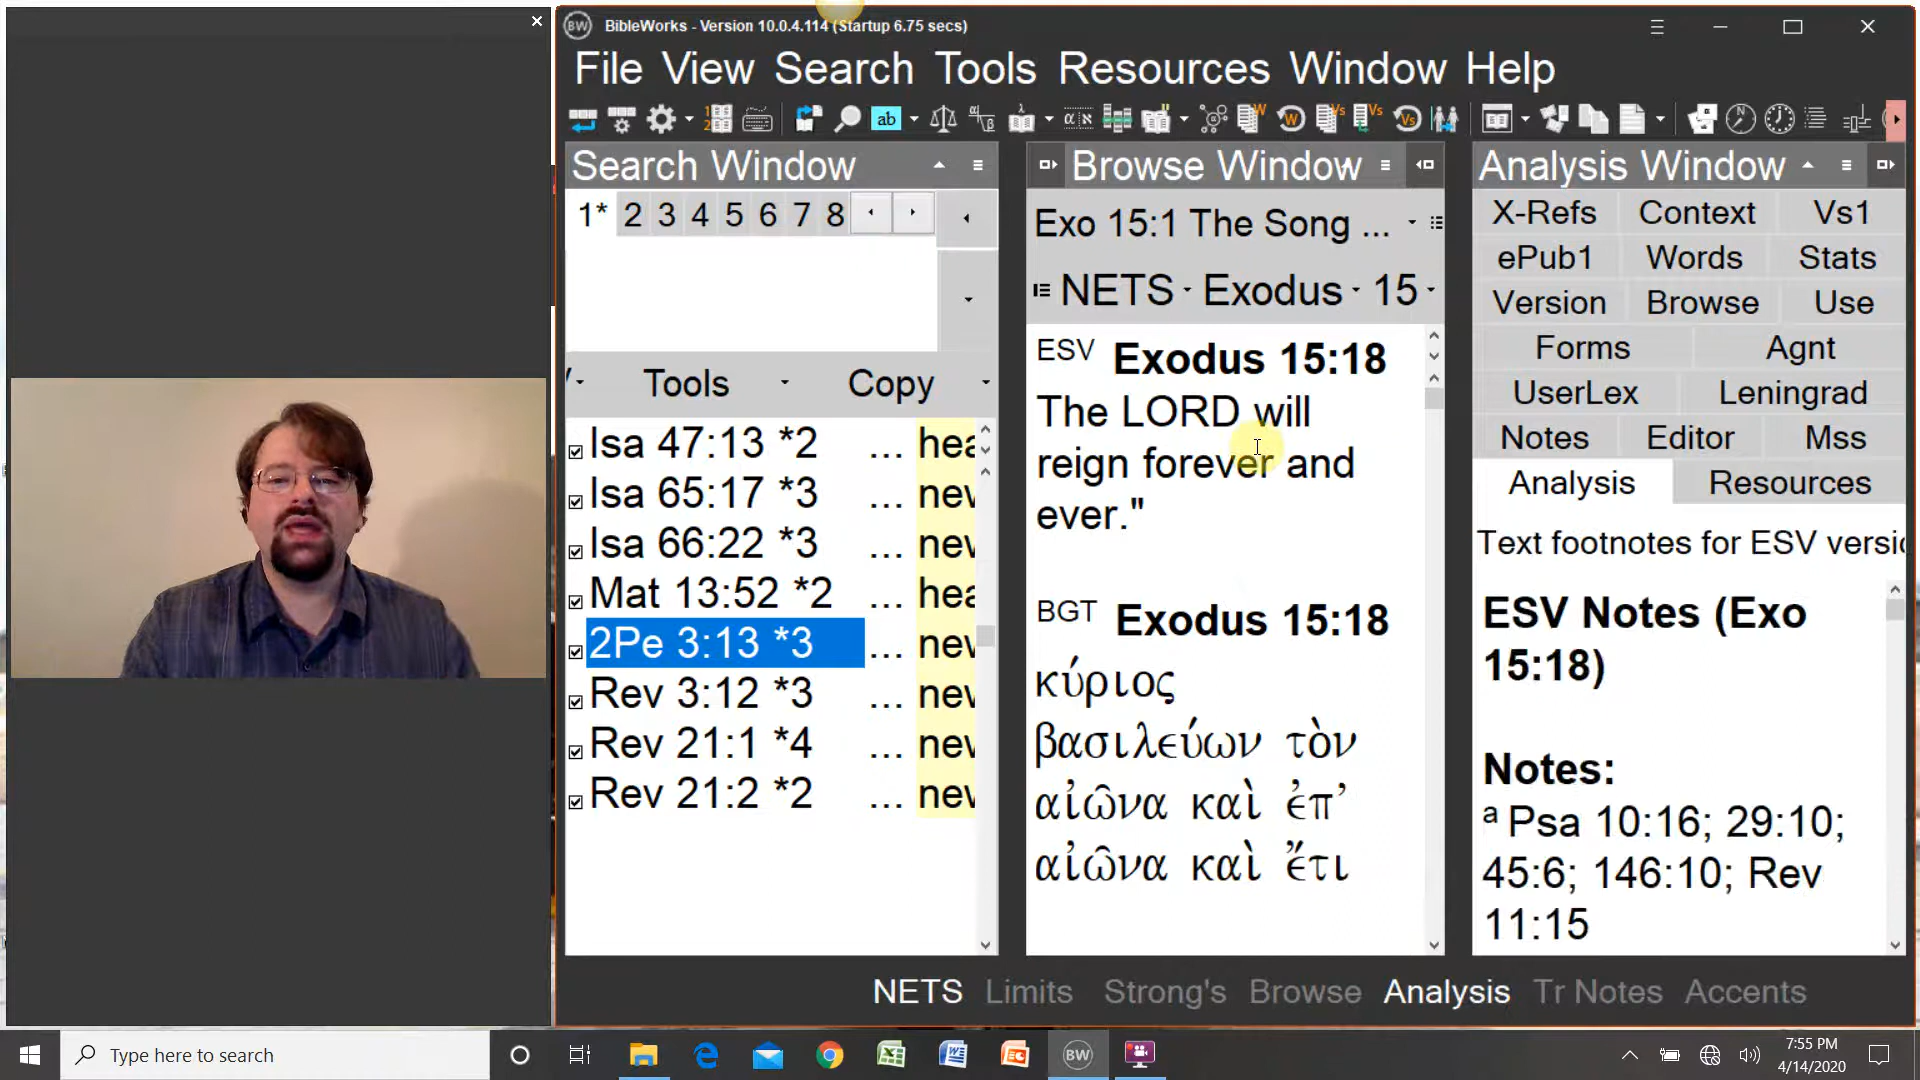 BW BibleWorks - Version 10.0.4.114 (Startup 6.75 secs)
File View Search Tools Resources Window Help
Search Window
1* 2 3 4 5 6 7 8
Tools Copy
Isa 47:13 *2 ... hea
Isa 65:17 *3 ... nev
Isa 66:22 *3 ... nev
Mat 13:52 *2 ... hea
2Pe 3:13 *3 ... nev
Rev 3:12 *3 ... nev
Rev 21:1 *4 ... nev
Rev 21:2 *2 ... nev
Browse Window
Exo 15:1 The Song ...
NETS Exodus 15
ESV Exodus 15:18
The LORD will
reign forever and
ever."
BGT Exodus 15:18
κύριος
βασιλεύων τὸν
αἰῶνα καὶ ἐπ’
αἰῶνα καὶ ἔτι
Analysis Window
X-Refs Context Vs1
ePub1 Words Stats
Version Browse Use
Forms Agnt
UserLex Leningrad
Notes Editor Mss
Analysis Resources
Text footnotes for ESV versio
ESV Notes (Exo
15:18)
Notes:
a Psa 10:16; 29:10;
45:6; 146:10; Rev
11:15
NETS Limits Strong's Browse Analysis Tr Notes Accents
Type here to search
BW
7:55 PM
4/14/2020